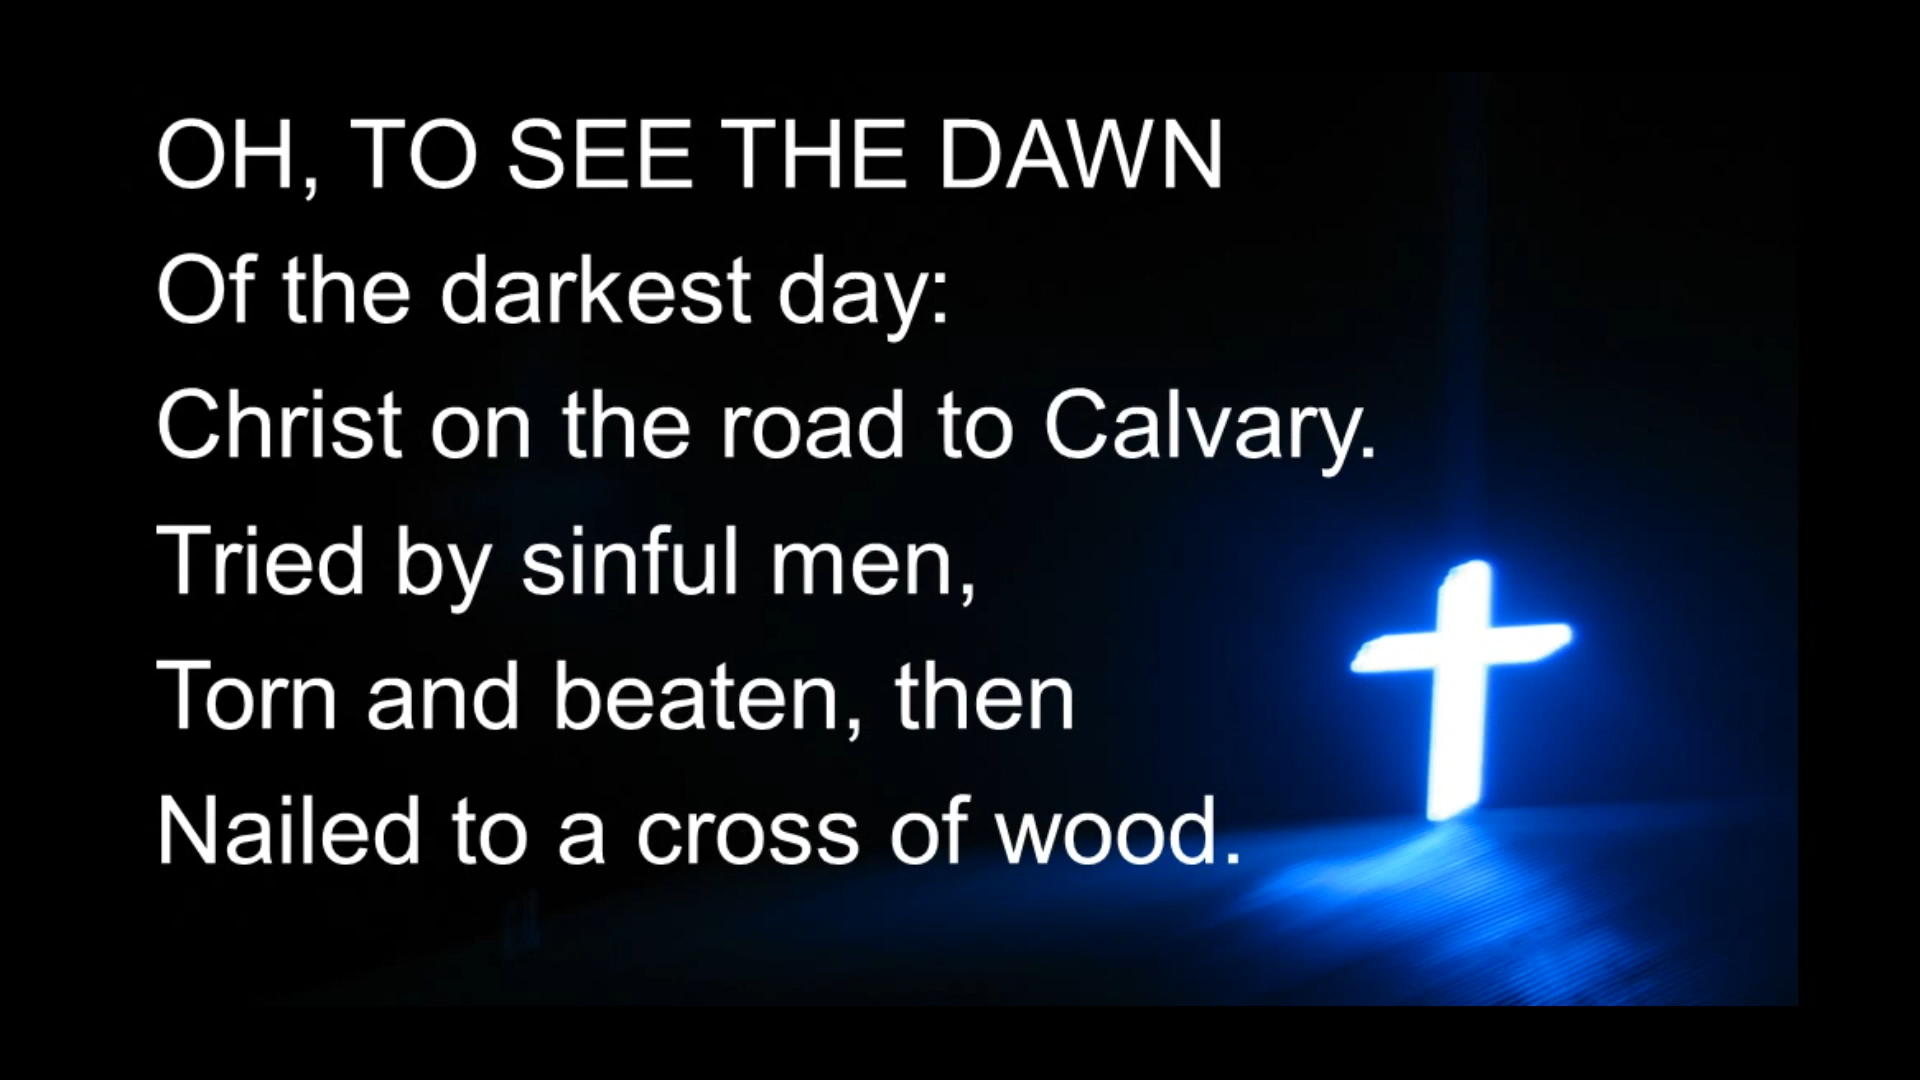 OH, TO SEE THE DAWN
Of the darkest day:
Christ on the road to Calvary.
Tried by sinful men,
Torn and beaten, then
Nailed to a cross of wood.